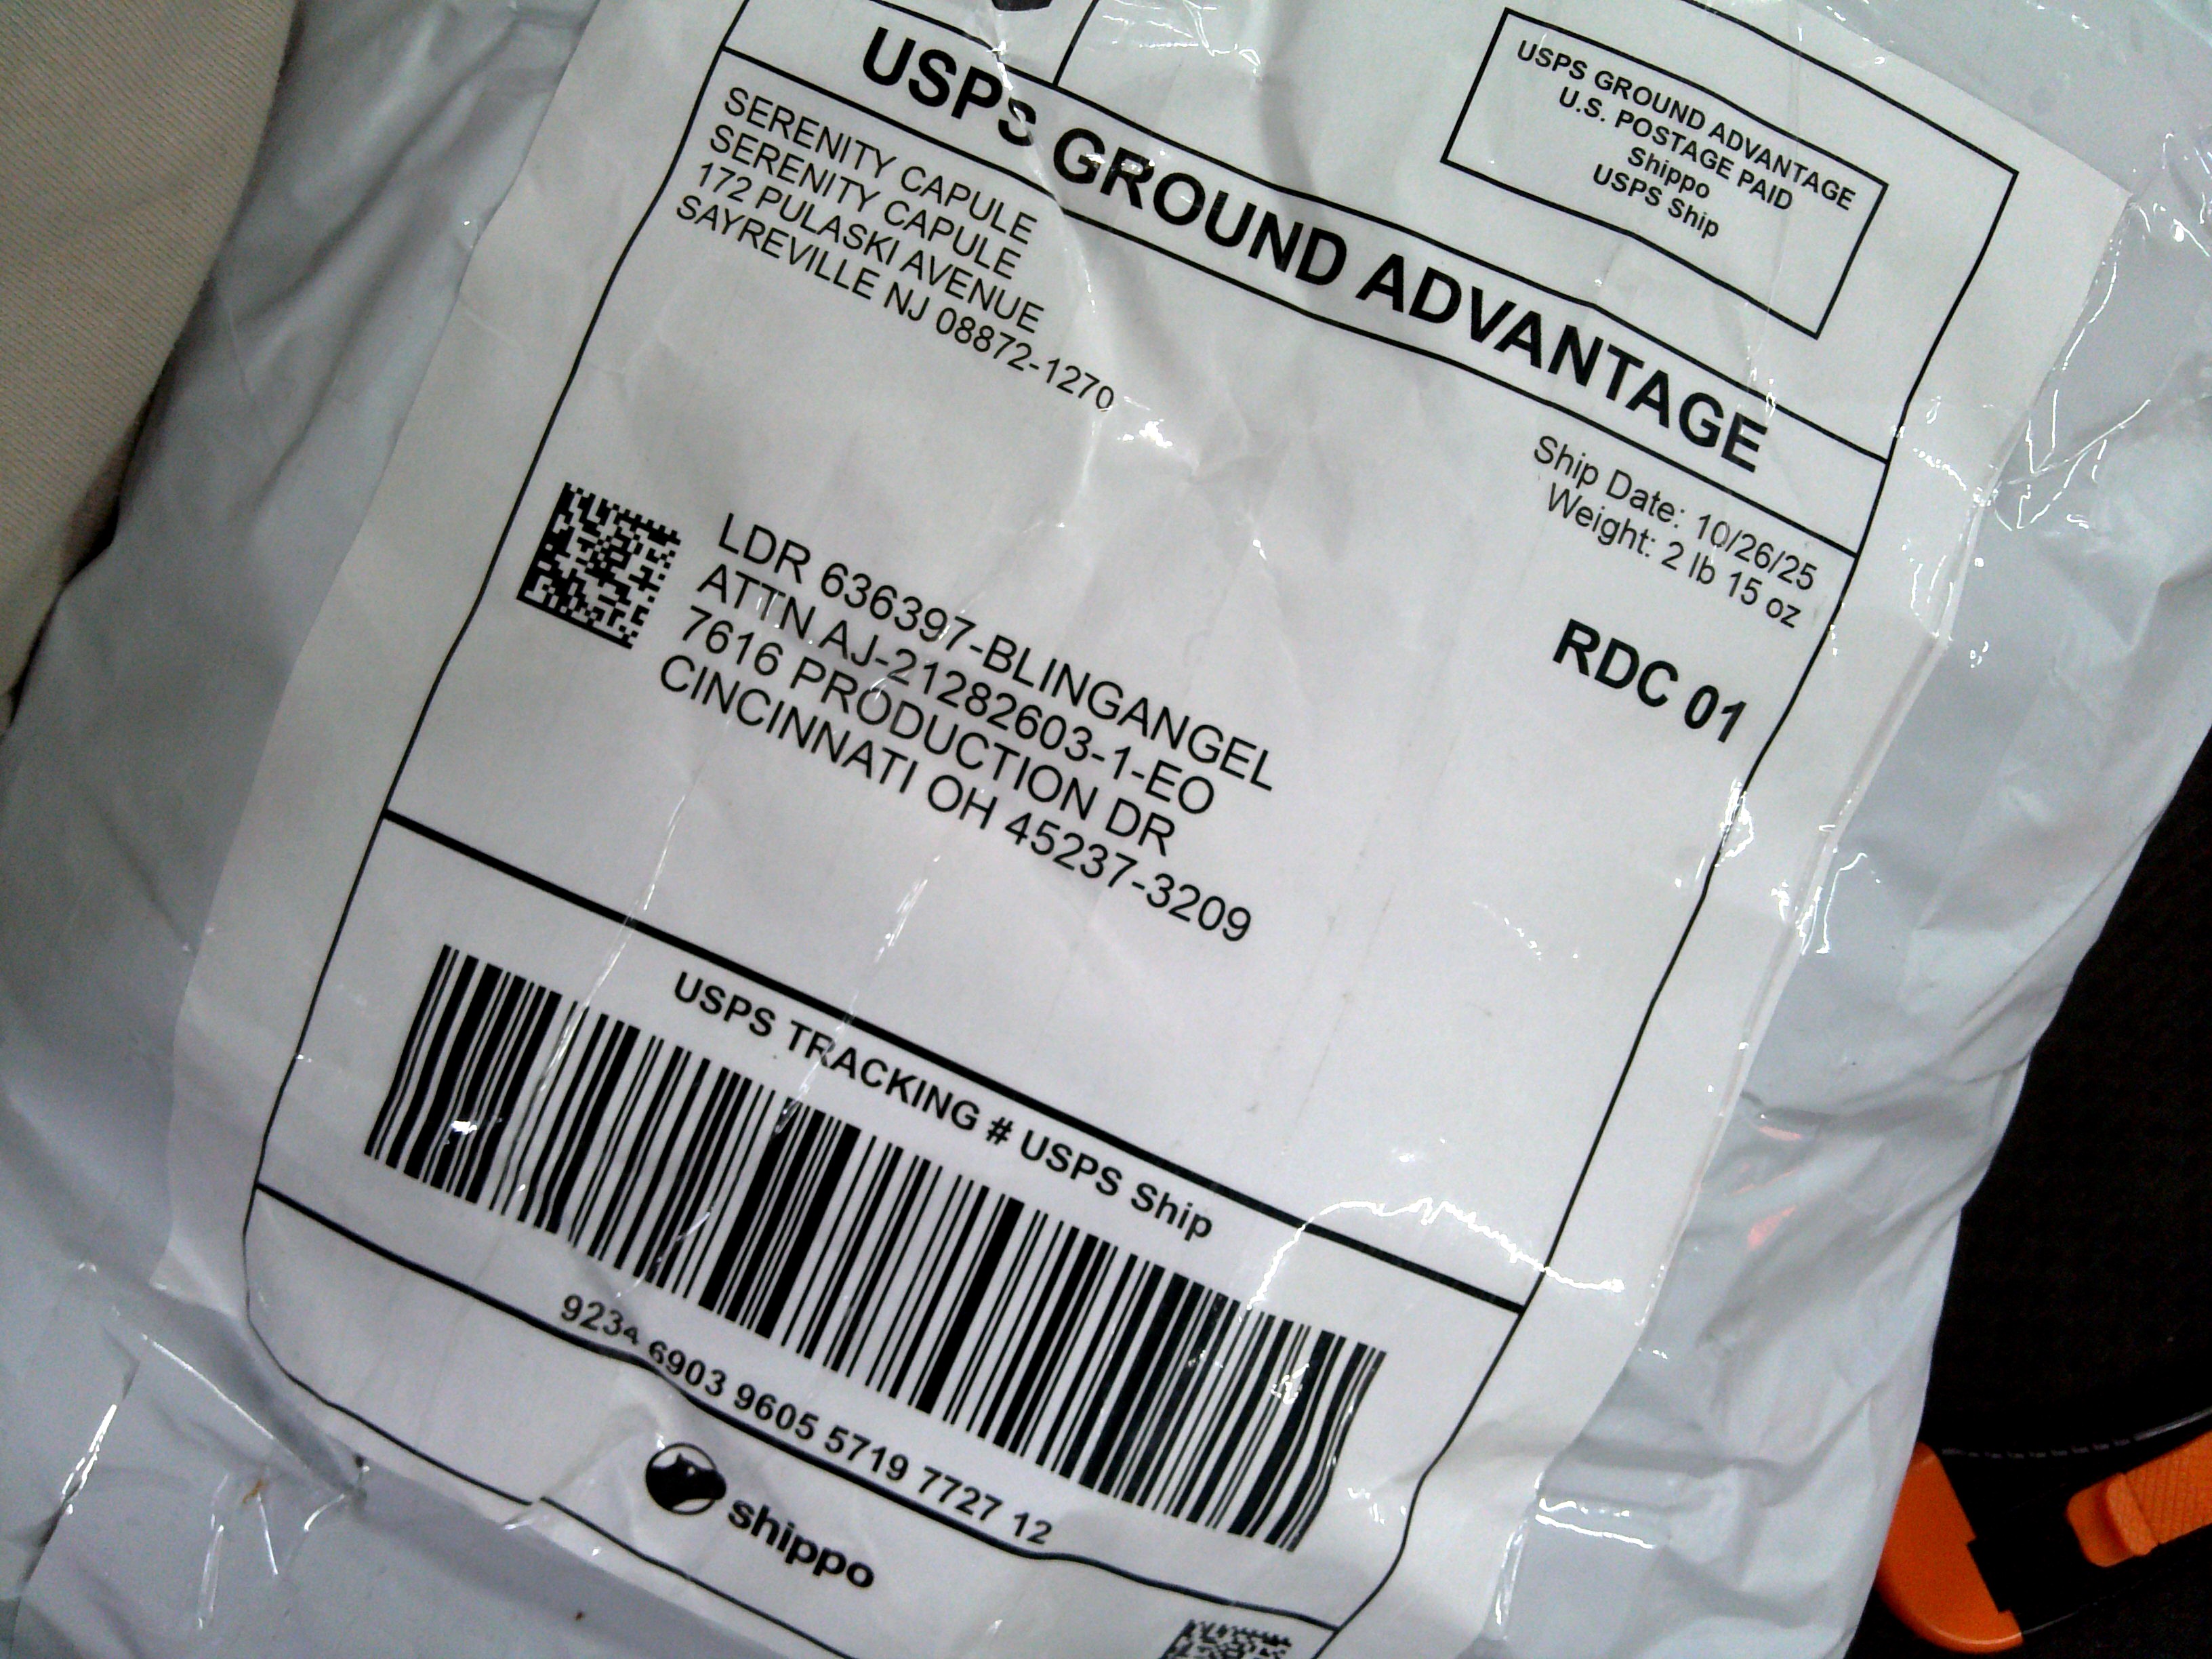 USPS GROUND ADVANTAGE
U.S. POSTAGE PAID
Shippo
USPS Ship
USPS GROUND ADVANTAGE
SERENITY CAPULE
SERENITY CAPULE
172 PULASKI AVENUE
SAYREVILLE NJ 08872-1270
Ship Date: 10/26/25
Weight: 2 lb 15 oz
RDC 01
LDR 636397-BLINGANGEL
ATTN AJ-21282603-1-EO
7616 PRODUCTION DR
CINCINNATI OH 45237-3209
USPS TRACKING # USPS Ship
9234 6903 9605 5719 7727 12
shippo